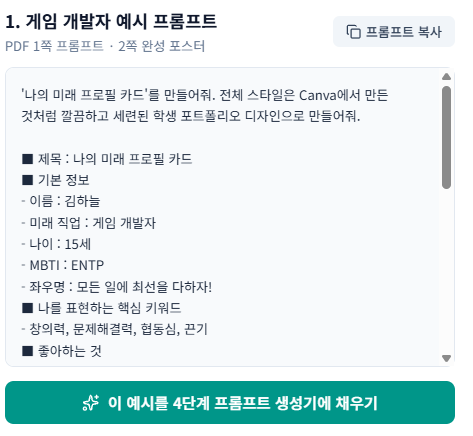 1. 게임 개발자 예시 프롬프트
PDF 1쪽 프롬프트 · 2쪽 완성 포스터
프롬프트 복사
'나의 미래 프로필 카드'를 만들어줘. 전체 스타일은 Canva에서 만든
것처럼 깔끔하고 세련된 학생 포트폴리오 디자인으로 만들어줘.
■ 제목 : 나의 미래 프로필 카드
■ 기본 정보
- 이름 : 김하늘
- 미래 직업 : 게임 개발자
- 나이 : 15세
- MBTI : ENTP
- 좌우명 : 모든 일에 최선을 다하자!
■ 나를 표현하는 핵심 키워드
- 창의력, 문제해결력, 협동심, 끈기
■ 좋아하는 것
이 예시를 4단계 프롬프트 생성기에 채우기